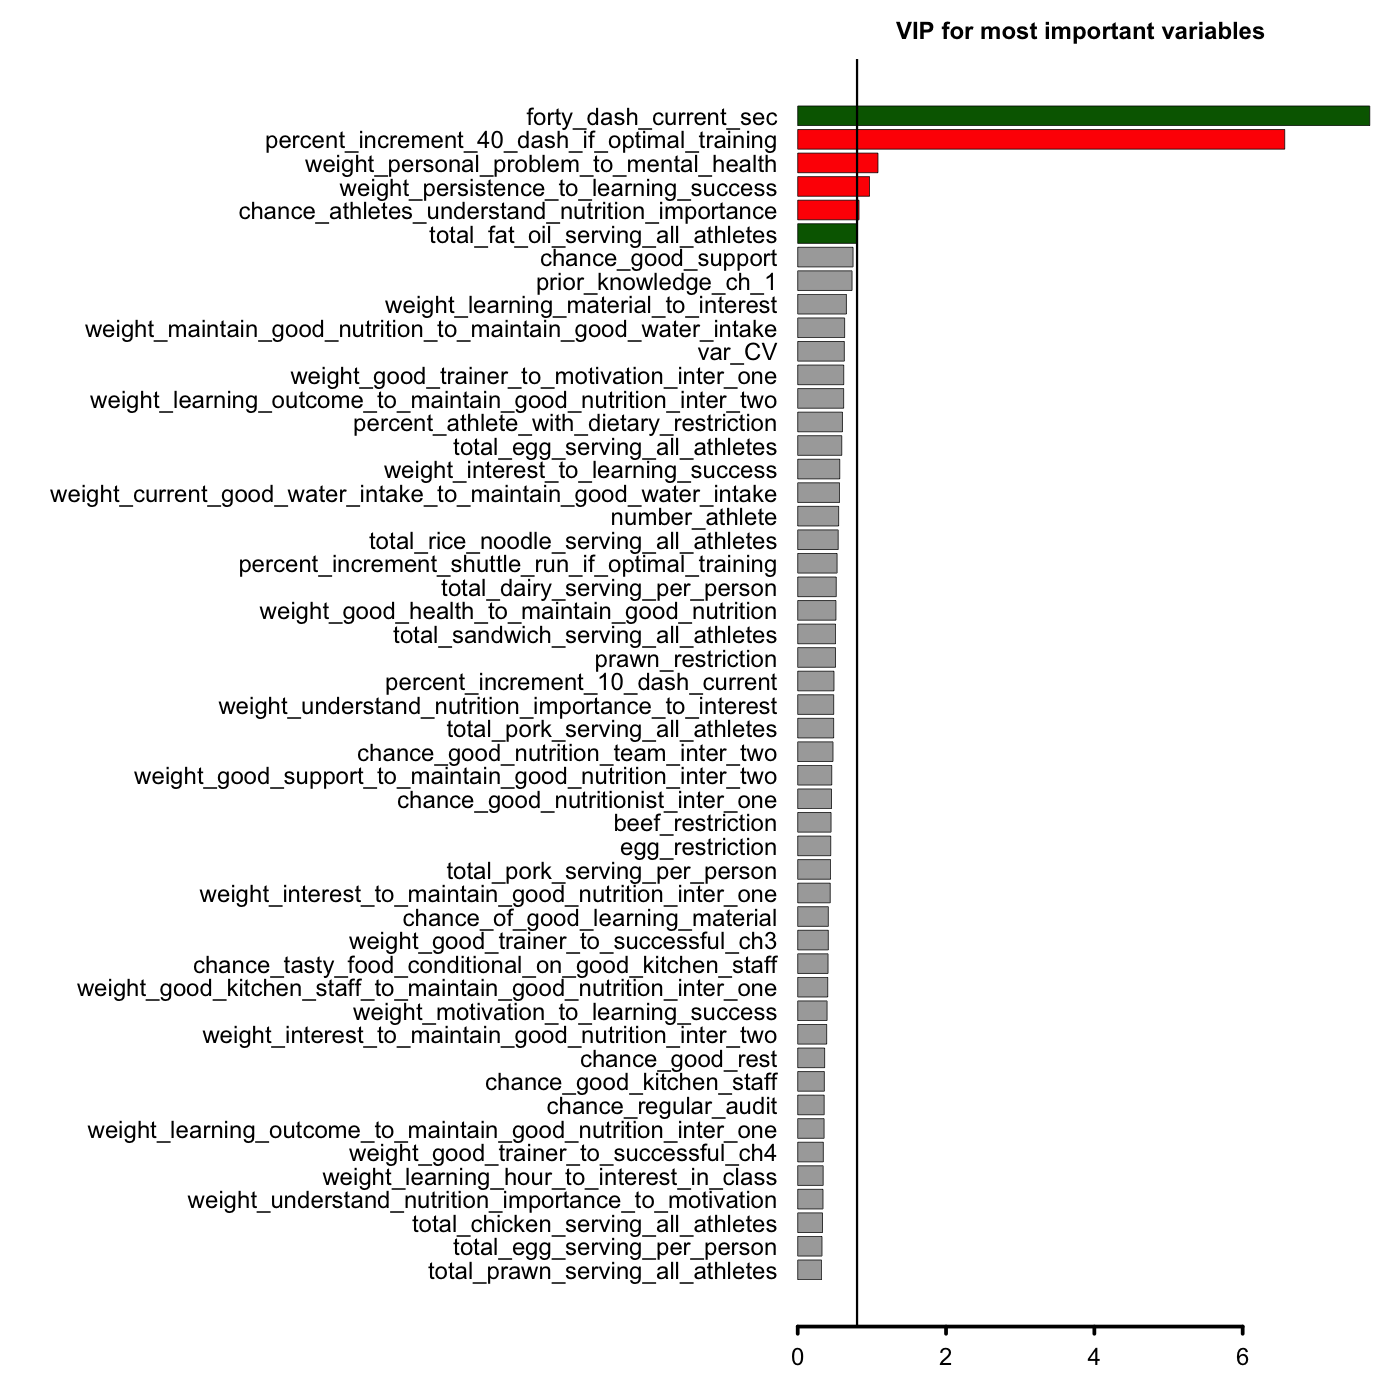 VIP for most important variables
forty_dash_current_sec
percent_increment_40_dash_if_optimal_training
weight_personal_problem_to_mental_health
weight_persistence_to_learning_success
chance_athletes_understand_nutrition_importance
total_fat_oil_serving_all_athletes
chance_good_support
prior_knowledge_ch_1
weight_learning_material_to_interest
weight_maintain_good_nutrition_to_maintain_good_water_intake
var_CV
weight_good_trainer_to_motivation_inter_one
weight_learning_outcome_to_maintain_good_nutrition_inter_two
percent_athlete_with_dietary_restriction
total_egg_serving_all_athletes
weight_interest_to_learning_success
weight_current_good_water_intake_to_maintain_good_water_intake
number_athlete
total_rice_noodle_serving_all_athletes
percent_increment_shuttle_run_if_optimal_training
total_dairy_serving_per_person
weight_good_health_to_maintain_good_nutrition
total_sandwich_serving_all_athletes
prawn_restriction
percent_increment_10_dash_current
weight_understand_nutrition_importance_to_interest
total_pork_serving_all_athletes
chance_good_nutrition_team_inter_two
weight_good_support_to_maintain_good_nutrition_inter_two
chance_good_nutritionist_inter_one
beef_restriction
egg_restriction
total_pork_serving_per_person
weight_interest_to_maintain_good_nutrition_inter_one
chance_of_good_learning_material
weight_good_trainer_to_successful_ch3
chance_tasty_food_conditional_on_good_kitchen_staff
weight_good_kitchen_staff_to_maintain_good_nutrition_inter_one
weight_motivation_to_learning_success
weight_interest_to_maintain_good_nutrition_inter_two
chance_good_rest
chance_good_kitchen_staff
chance_regular_audit
weight_learning_outcome_to_maintain_good_nutrition_inter_one
weight_good_trainer_to_successful_ch4
weight_learning_hour_to_interest_in_class
weight_understand_nutrition_importance_to_motivation
total_chicken_serving_all_athletes
total_egg_serving_per_person
total_prawn_serving_all_athletes
0 2 4 6